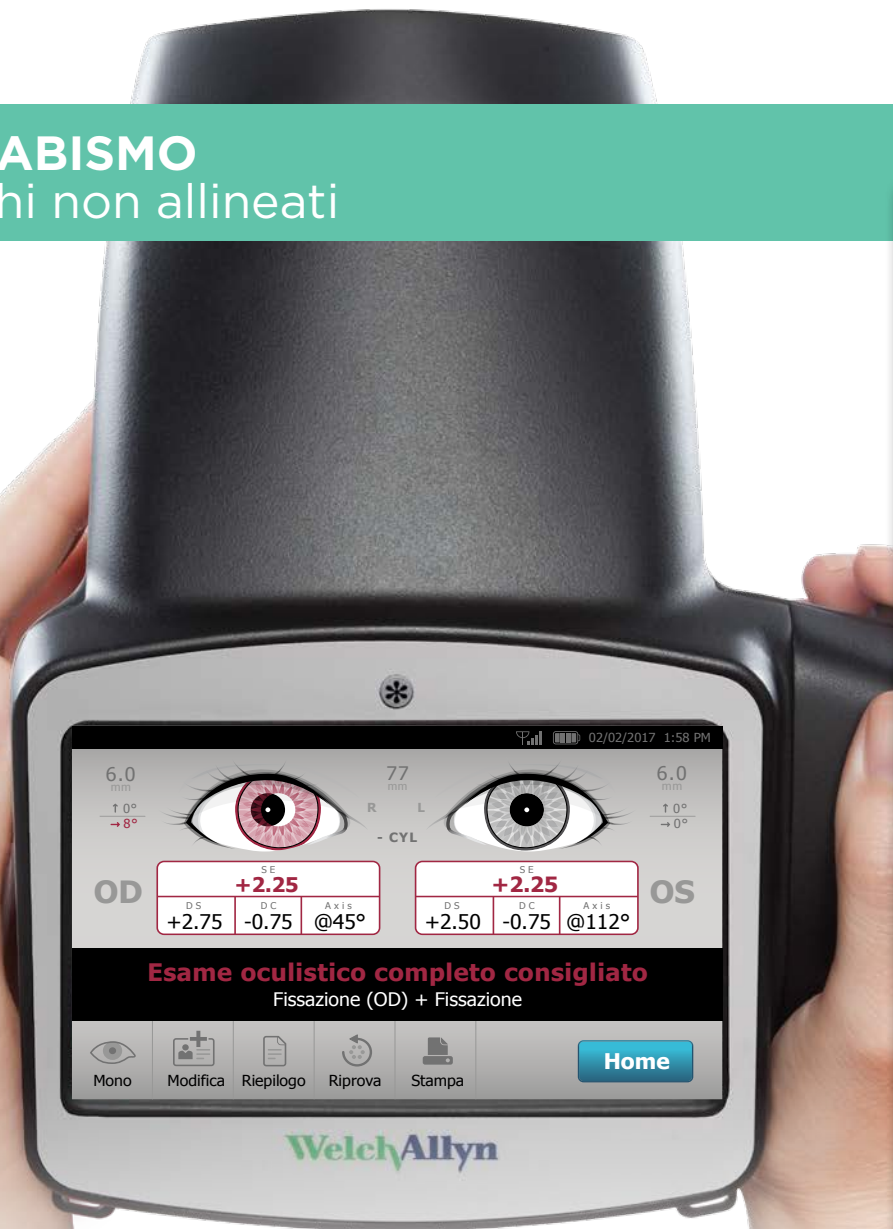 ABISMO
hi non allineati
02/02/2017 1:58 PM
6.0
mm
77
mm
6.0
mm
↑ 0°
→ 8°
R L
↑ 0°
→ 0°
- CYL
OD
SE
+2.25
DS DC Axis
+2.75 -0.75 @45°
SE
+2.25
DS DC Axis
+2.50 -0.75 @112°
OS
Esame oculistico completo consigliato
Fissazione (OD) + Fissazione
Mono Modifica Riepilogo Riprova Stampa
Home
WelchAllyn